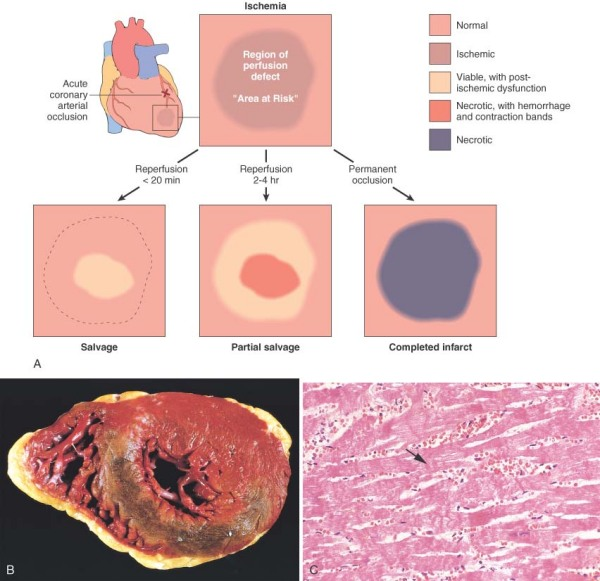 Ischemia
Region of
perfusion
defect
"Area at Risk"
Acute
coronary
arterial
occlusion
Normal
Ischemic
Viable, with post-
ischemic dysfunction
Necrotic, with hemorrhage
and contraction bands
Necrotic
Reperfusion
< 20 min
Reperfusion
2-4 hr
Permanent
occlusion
Salvage
Partial salvage
Completed infarct
A
B
C